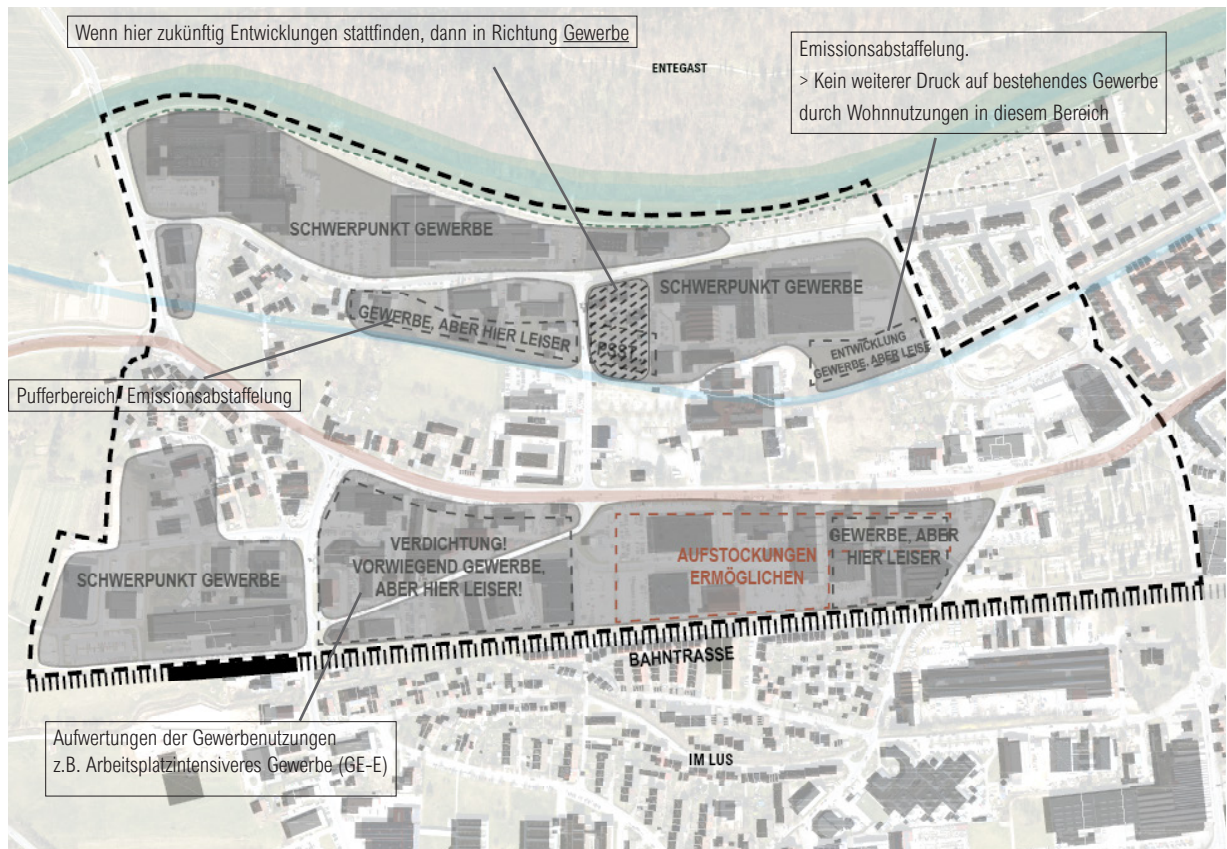 Wenn hier zukünftig Entwicklungen stattfinden, dann in Richtung Gewerbe
ENTEGAST
Emissionsabstaffelung.
> Kein weiterer Druck auf bestehendes Gewerbe
durch Wohnnutzungen in diesem Bereich
SCHWERPUNKT GEWERBE
SCHWERPUNKT GEWERBE
GEWERBE, ABER HIER LEISER
PSST!
ENTWICKLUNG
GEWERBE, ABER LEISE
Pufferbereich/ Emissionsabstaffelung
VERDICHTUNG!
VORWIEGEND GEWERBE,
ABER HIER LEISER!
AUFSTOCKUNGEN
ERMÖGLICHEN
GEWERBE, ABER
HIER LEISER
SCHWERPUNKT GEWERBE
BAHNTRASSE
Aufwertungen der Gewerbenutzungen
z.B. Arbeitsplatzintensiveres Gewerbe (GE-E)
IM LUS